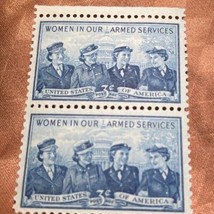 WOMEN IN OUR ARMED SERVICES
UNITED STATES OF AMERICA
WOMEN IN OUR ARMED SERVICES
UNITED STATES OF AMERICA